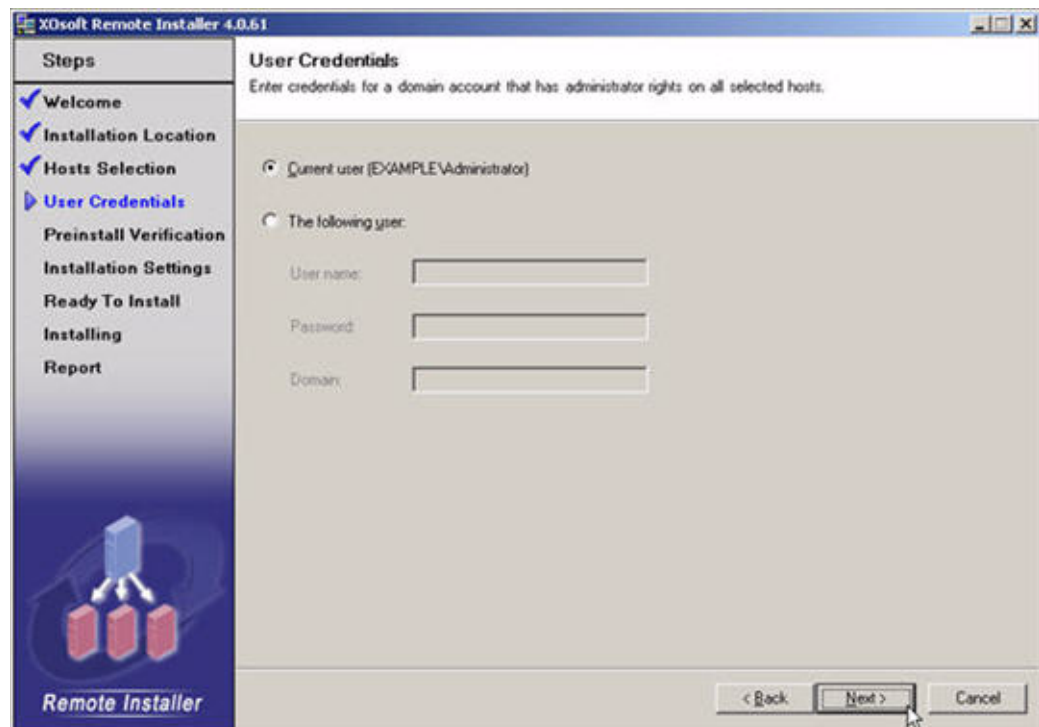 XOsoft Remote Installer 4.0.61
Steps
Welcome
Installation Location
Hosts Selection
User Credentials
Preinstall Verification
Installation Settings
Ready To Install
Installing
Report
Remote Installer
User Credentials
Enter credentials for a domain account that has administrator rights on all selected hosts.
Current user (EXAMPLE\Administrator)
The following user:
User name:
Password:
Domain:
< Back
Next >
Cancel